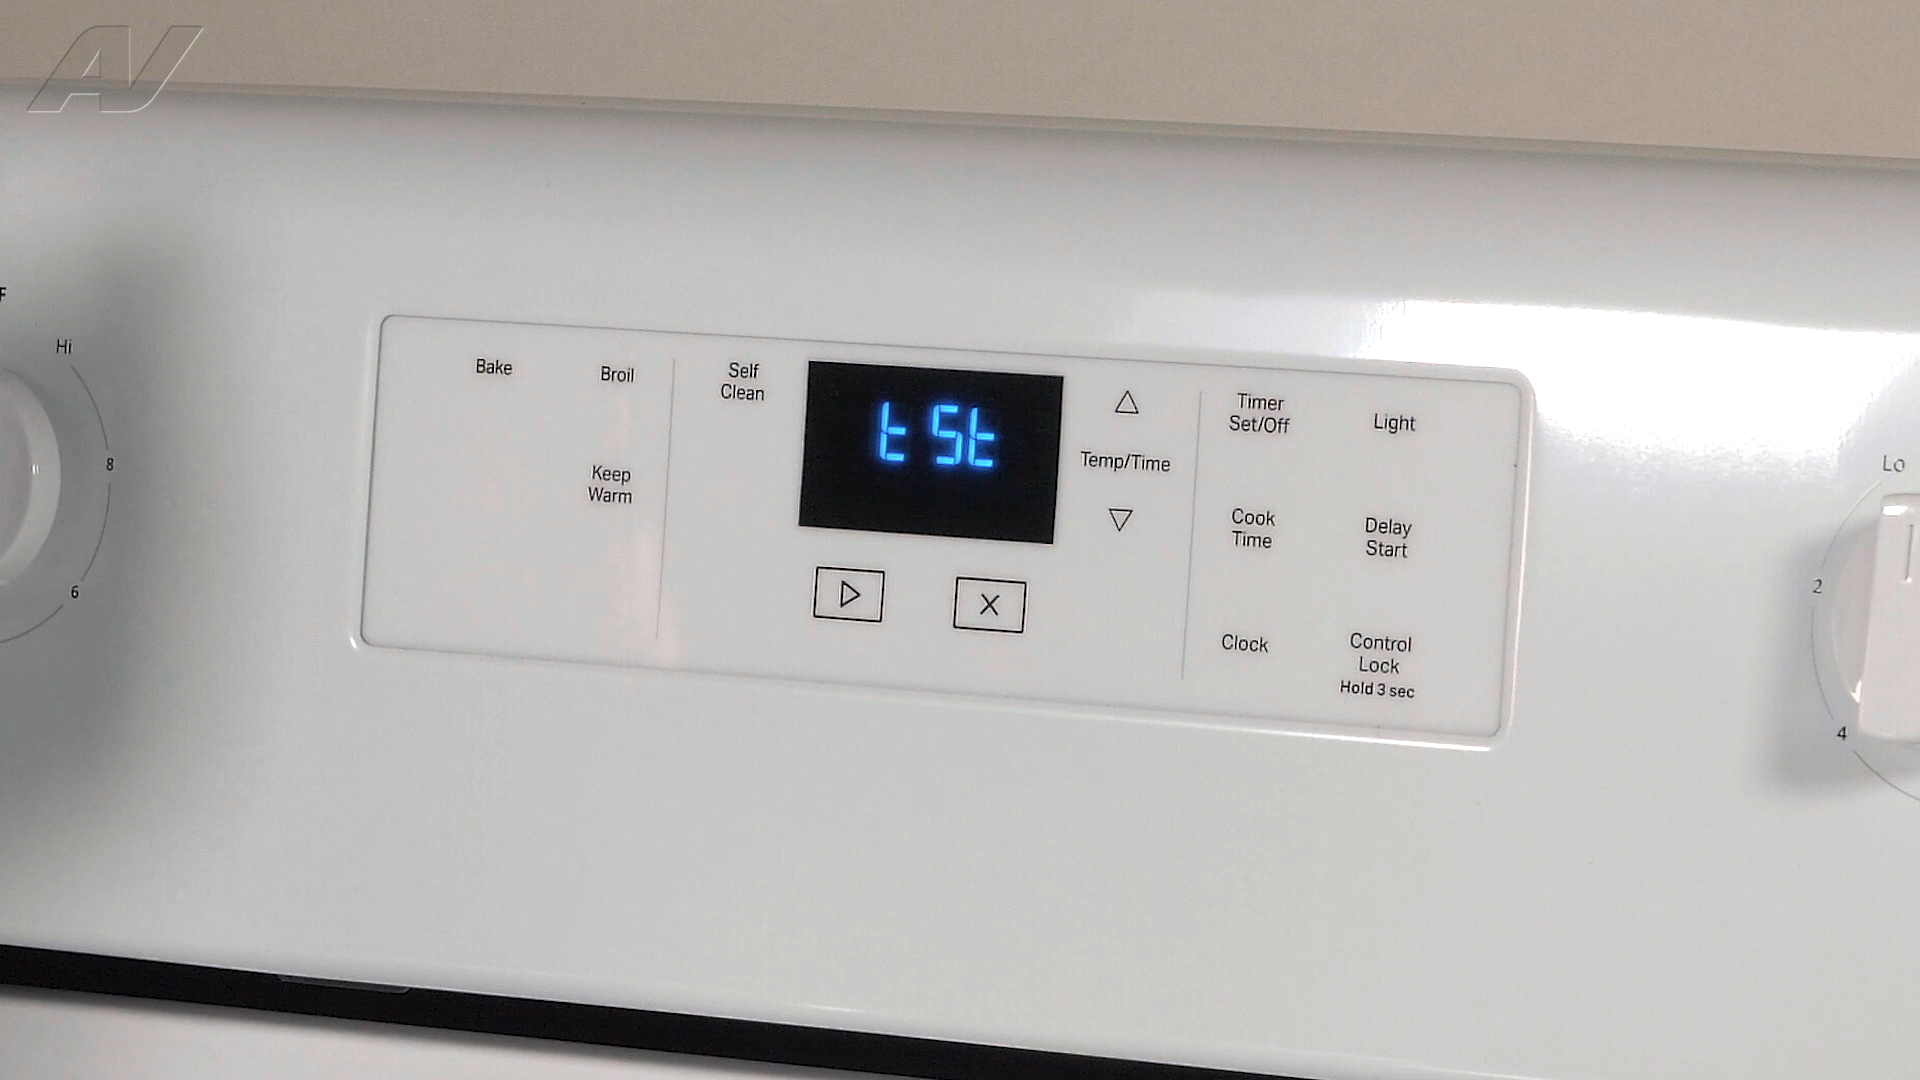 AV
Hi
8
6
Bake
Broil
Keep
Warm
Self
Clean
tSt
Temp/Time
X
Timer
Set/Off
Light
Cook
Time
Delay
Start
Clock
Control
Lock
Hold 3 sec
Lo
2
4